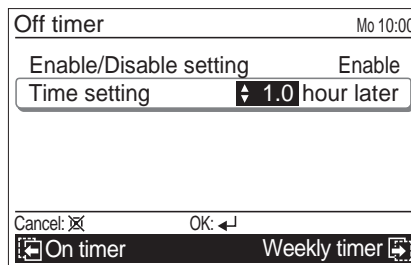 Off timer Mo 10:00
Enable/Disable setting Enable
Time setting 1.0 hour later
Cancel: OK:
On timer Weekly timer